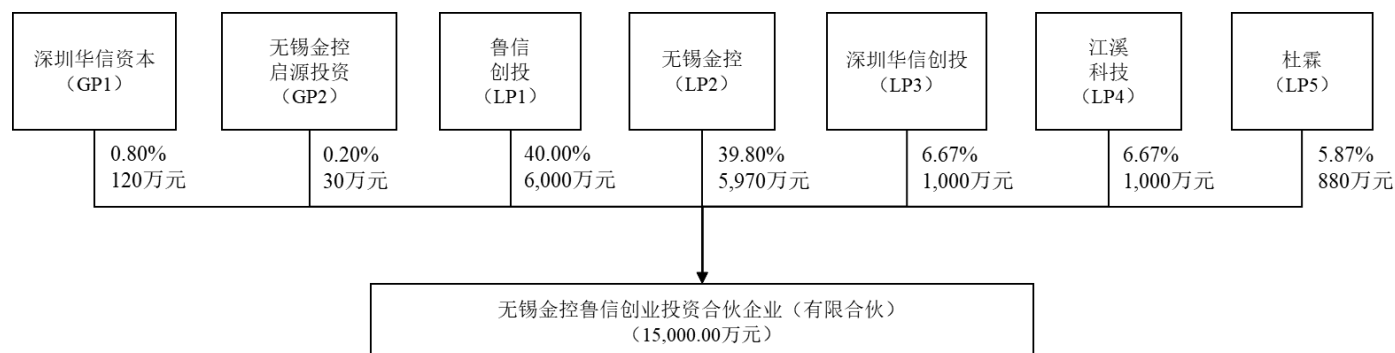 深圳华信资本
（GP1）
无锡金控
启源投资
（GP2）
鲁信
创投
（LP1）
无锡金控
（LP2）
深圳华信创投
（LP3）
江溪
科技
（LP4）
杜霖
（LP5）
0.80%
120万元
0.20%
30万元
40.00%
6,000万元
39.80%
5,970万元
6.67%
1,000万元
6.67%
1,000万元
5.87%
880万元
无锡金控鲁信创业投资合伙企业（有限合伙）
（15,000.00万元）